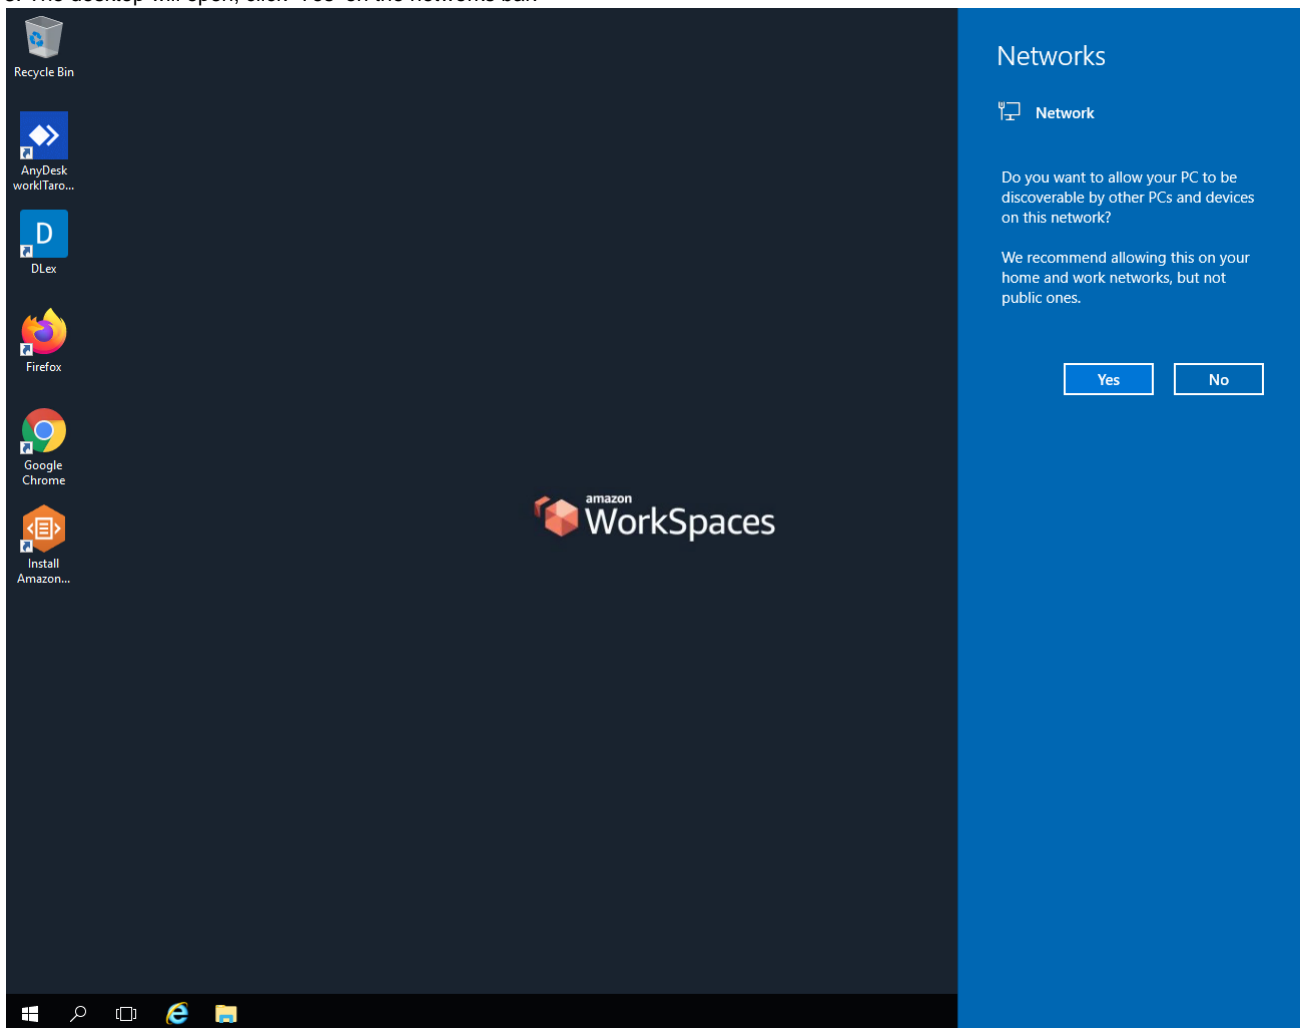 Recycle Bin
AnyDesk
workITaro...
D
DLex
Firefox
Google
Chrome
Install
Amazon...
amazon
WorkSpaces
Networks
Network
Do you want to allow your PC to be
discoverable by other PCs and devices
on this network?
We recommend allowing this on your
home and work networks, but not
public ones.
Yes No